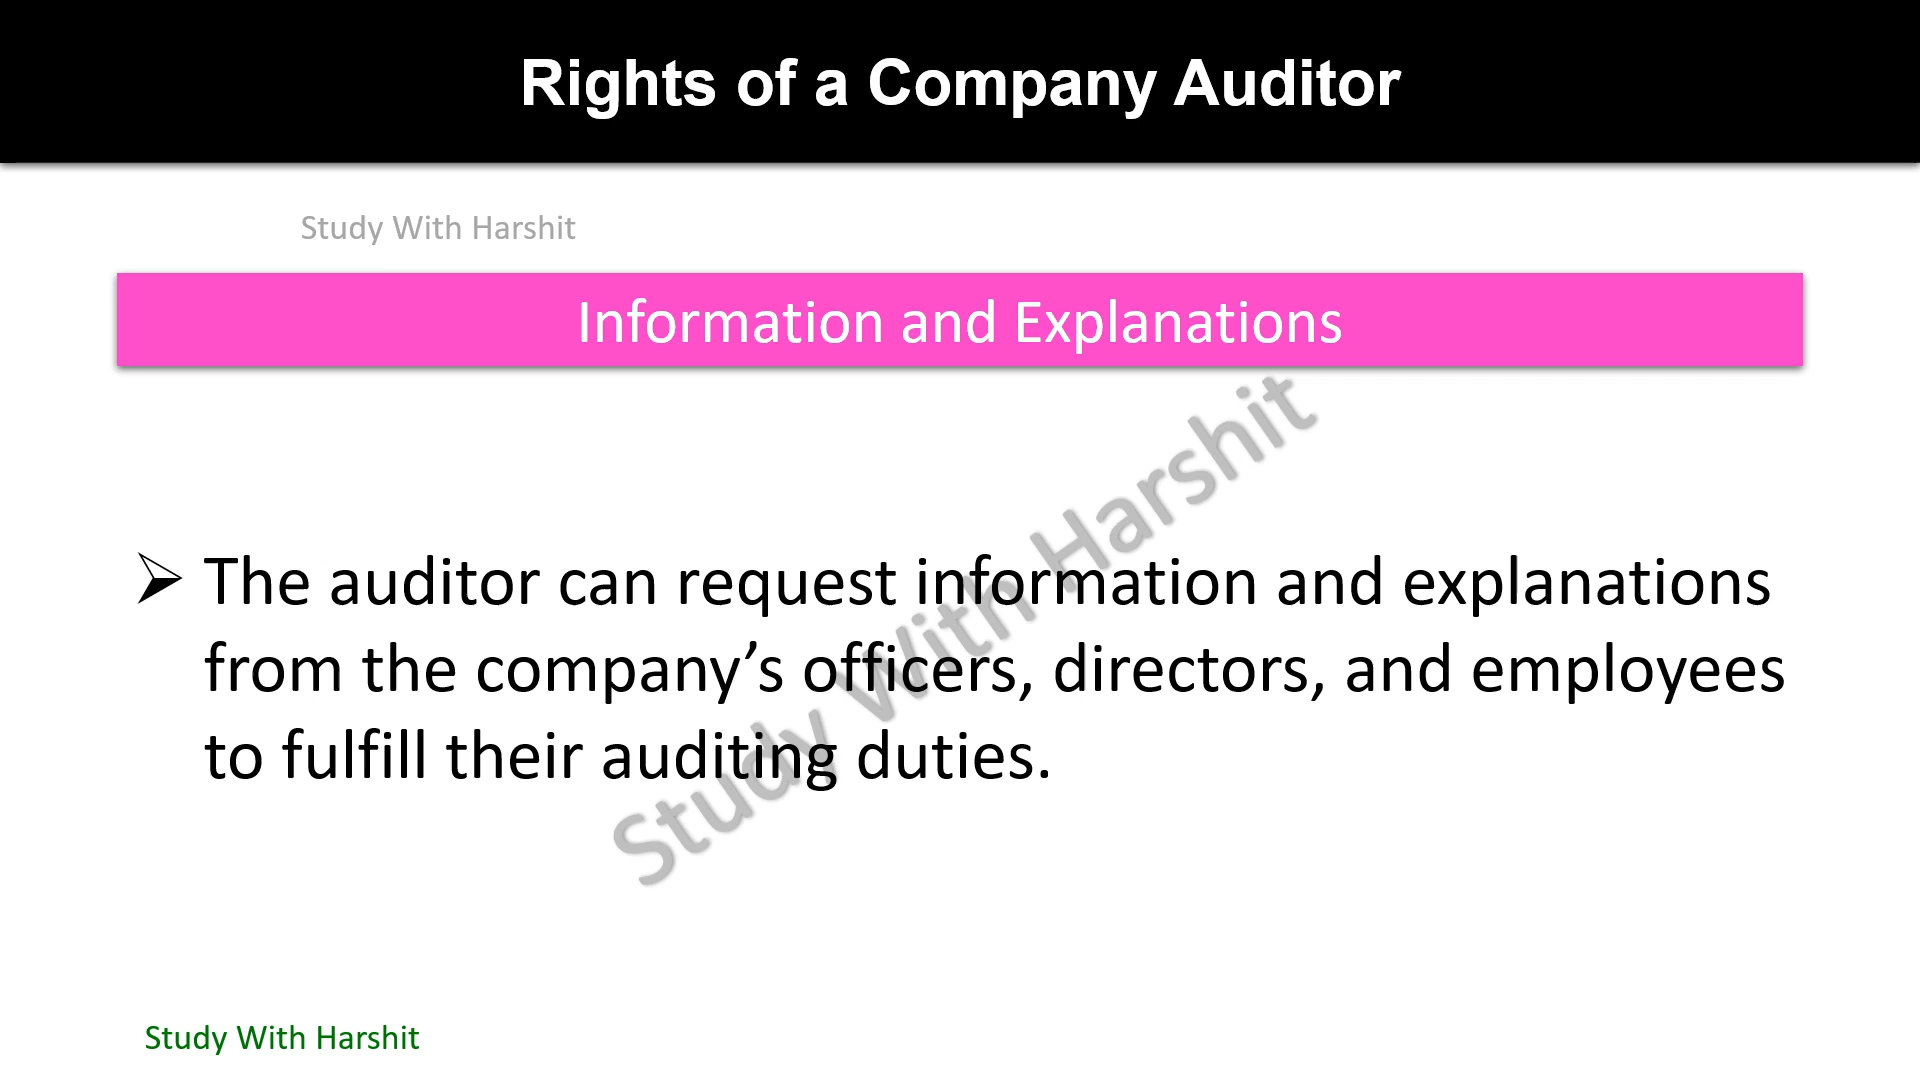 Rights of a Company Auditor
Study With Harshit
Information and Explanations
Study With Harshit
➢ The auditor can request information and explanations
from the company’s officers, directors, and employees
to fulfill their auditing duties.
Study With Harshit